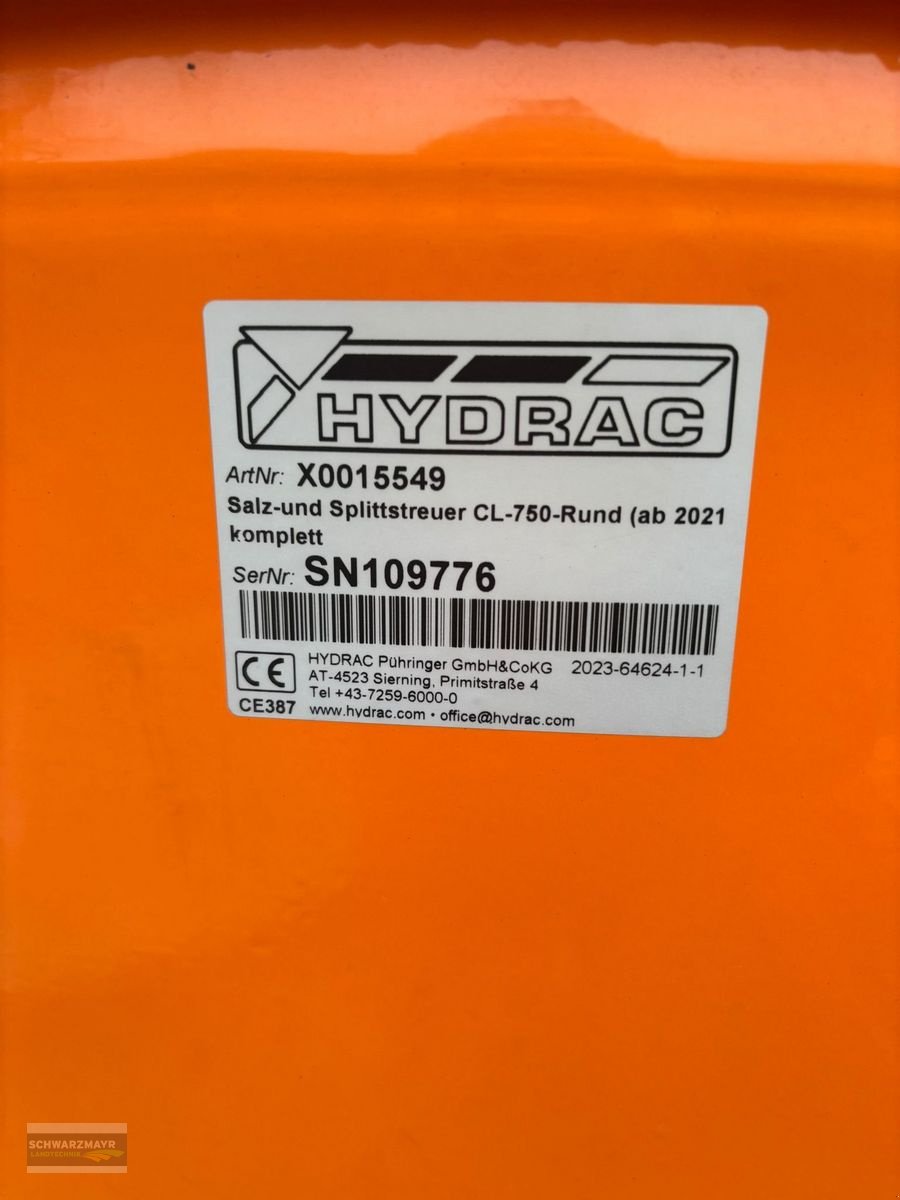 HYDRAC
ArtNr: X0015549
Salz-und Splittstreuer CL-750-Rund (ab 2021
komplett
SerNr: SN109776
CE
CE387
HYDRAC Pühringer GmbH&CoKG 2023-64624-1-1
AT-4523 Sierning, Primitstraße 4
Tel +43-7259-6000-0
www.hydrac.com • office@hydrac.com
SCHWARZMAYR
LANDTECHNIK